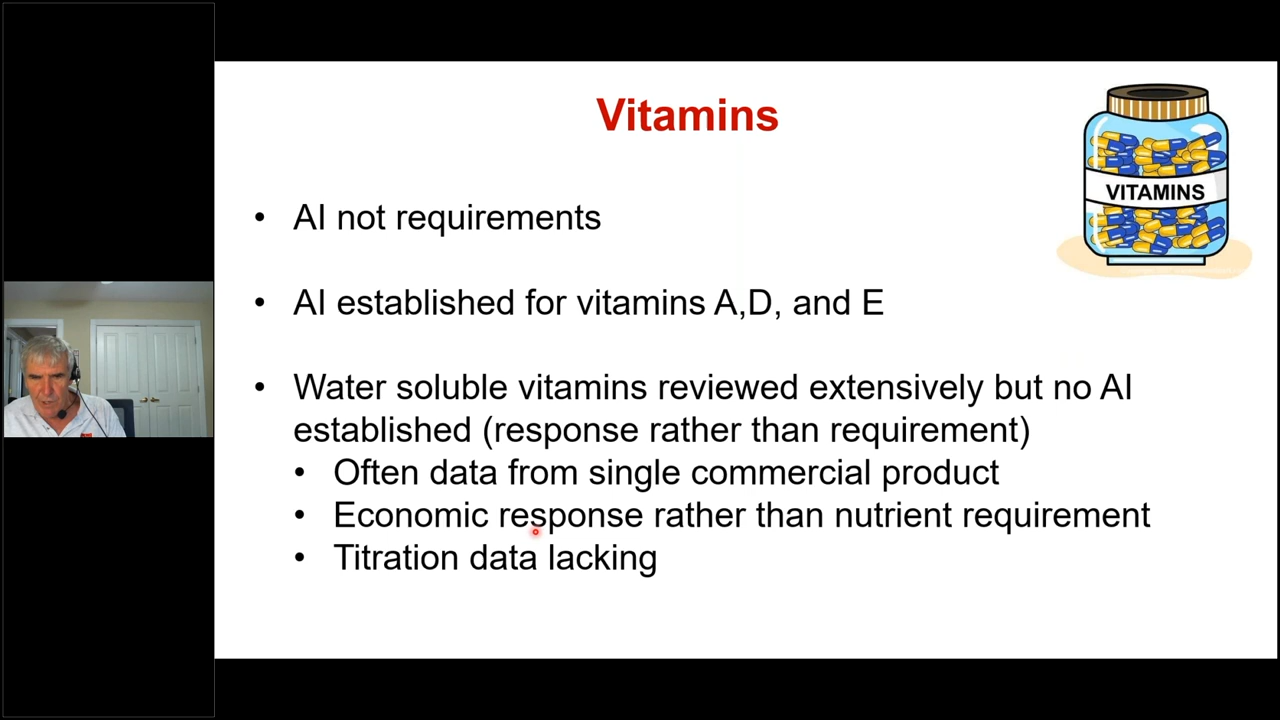 Vitamins
VITAMINS
• AI not requirements
• AI established for vitamins A,D, and E
• Water soluble vitamins reviewed extensively but no AI
established (response rather than requirement)
• Often data from single commercial product
• Economic response rather than nutrient requirement
• Titration data lacking